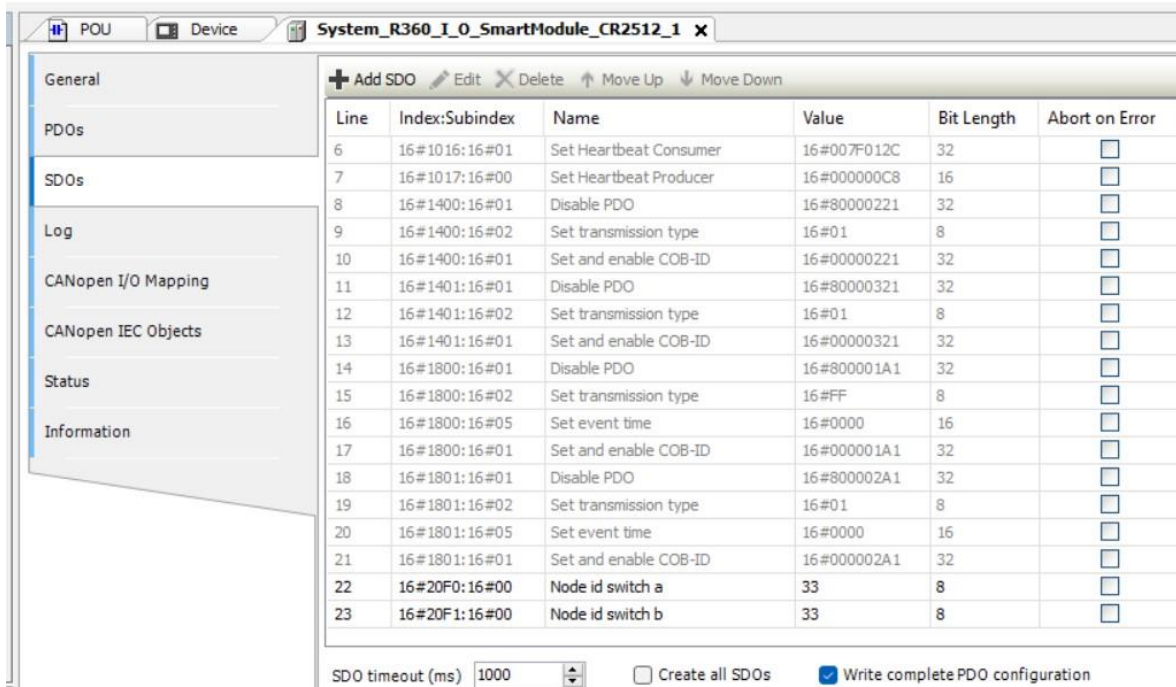 POU Device System_R360_I_O_SmartModule_CR2512_1 X
General
PDOs
SDOs
Log
CANopen I/O Mapping
CANopen IEC Objects
Status
Information
Add SDO Edit Delete Move Up Move Down
Line Index:Subindex Name Value Bit Length Abort on Error
6 16#1016:16#01 Set Heartbeat Consumer 16#007F012C 32
7 16#1017:16#00 Set Heartbeat Producer 16#000000C8 16
8 16#1400:16#01 Disable PDO 16#80000221 32
9 16#1400:16#02 Set transmission type 16#01 8
10 16#1400:16#01 Set and enable COB-ID 16#00000221 32
11 16#1401:16#01 Disable PDO 16#80000321 32
12 16#1401:16#02 Set transmission type 16#01 8
13 16#1401:16#01 Set and enable COB-ID 16#00000321 32
14 16#1800:16#01 Disable PDO 16#800001A1 32
15 16#1800:16#02 Set transmission type 16#FF 8
16 16#1800:16#05 Set event time 16#0000 16
17 16#1800:16#01 Set and enable COB-ID 16#000001A1 32
18 16#1801:16#01 Disable PDO 16#800002A1 32
19 16#1801:16#02 Set transmission type 16#01 8
20 16#1801:16#05 Set event time 16#0000 16
21 16#1801:16#01 Set and enable COB-ID 16#000002A1 32
22 16#20F0:16#00 Node id switch a 33 8
23 16#20F1:16#00 Node id switch b 33 8
SDO timeout (ms) 1000 Create all SDOs Write complete PDO configuration